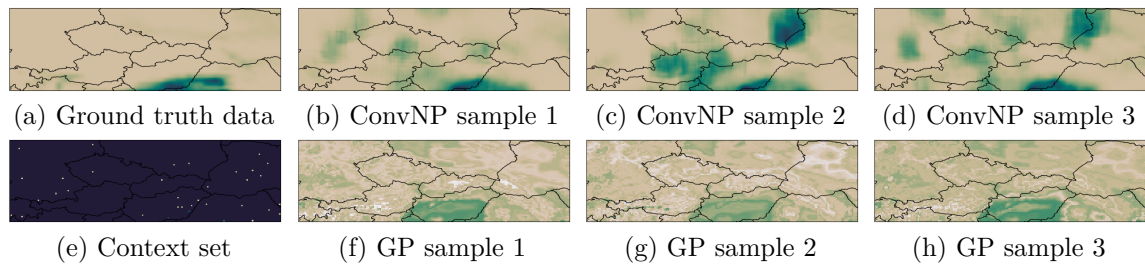 (a) Ground truth data
(b) ConvNP sample 1
(c) ConvNP sample 2
(d) ConvNP sample 3
(e) Context set
(f) GP sample 1
(g) GP sample 2
(h) GP sample 3